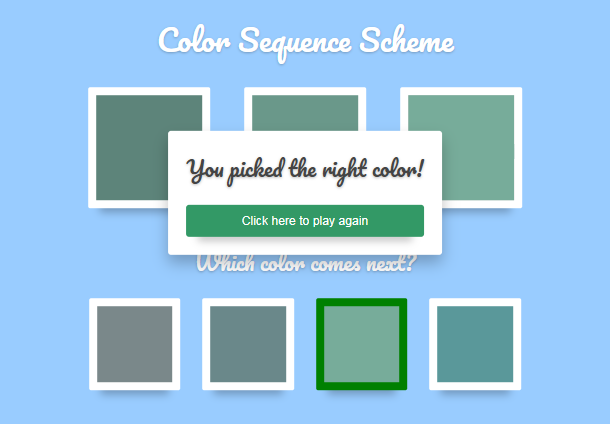 Color Sequence Scheme
You picked the right color!
Click here to play again
Which color comes next?